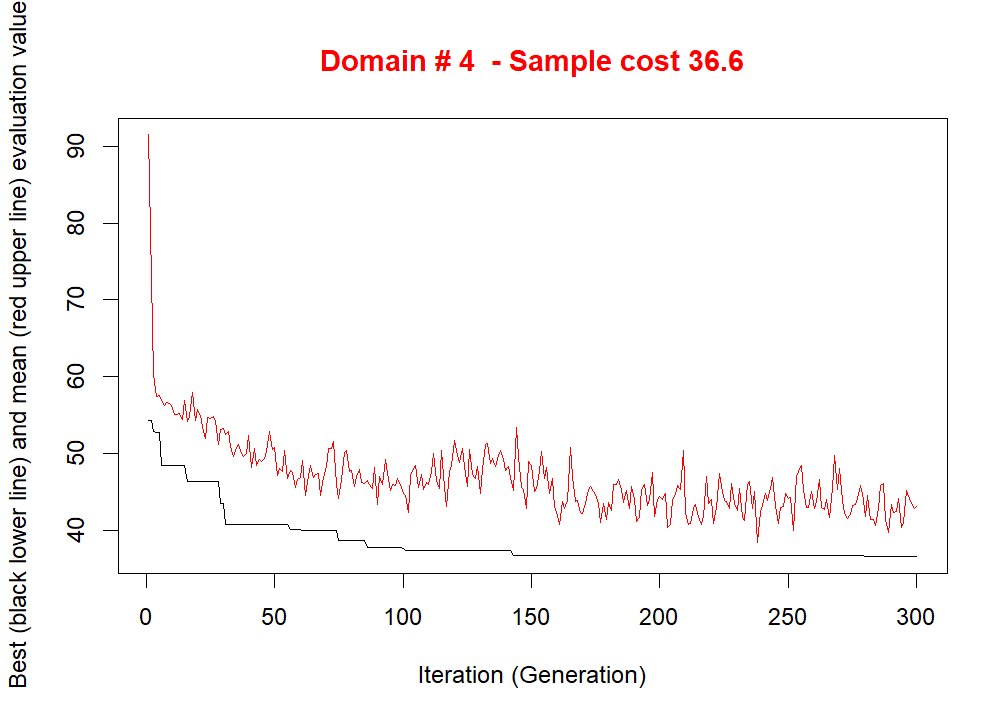 Domain # 4  - Sample cost 36.6
Best (black lower line) and mean (red upper line) evaluation value
90
80
70
60
50
40
0 50 100 150 200 250 300
Iteration (Generation)